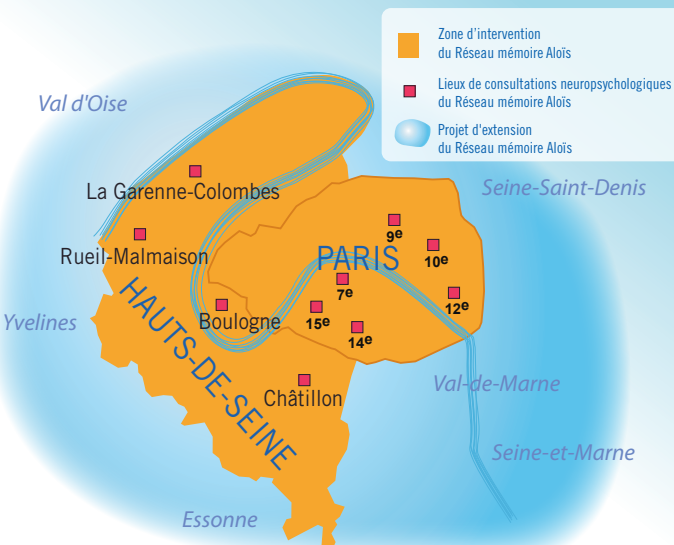 Zone d'intervention
du Réseau mémoire Aloïs
Lieux de consultations neuropsychologiques
du Réseau mémoire Aloïs
Projet d'extension
du Réseau mémoire Aloïs
Val d'Oise
Seine-Saint-Denis
La Garenne-Colombes
Rueil-Malmaison
9e
10e
PARIS
7e
12e
HAUTS-DE-SEINE
Yvelines
Boulogne
15e
14e
Châtillon
Val-de-Marne
Seine-et-Marne
Essonne